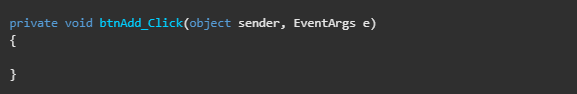 private void btnAdd_Click(object sender, EventArgs e)
{
}